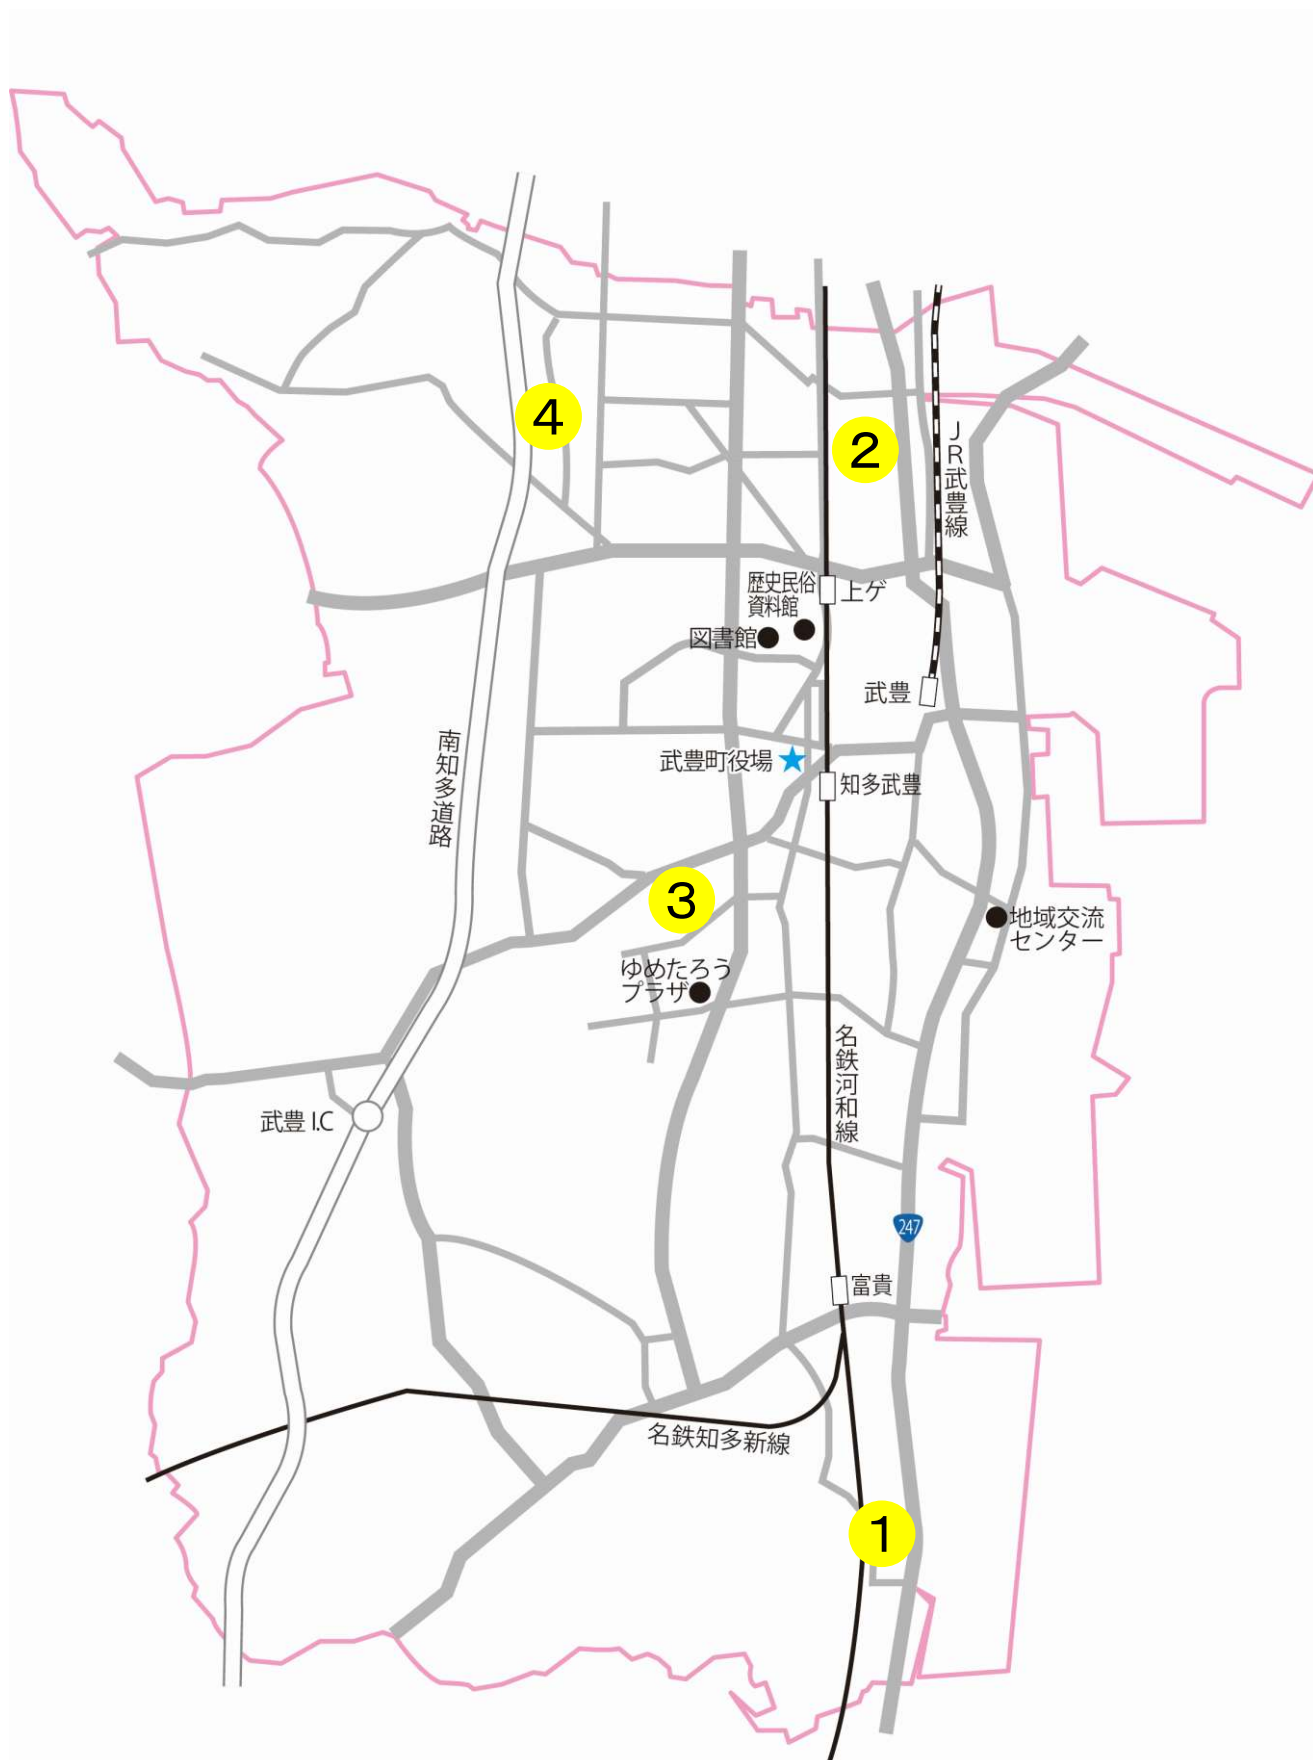 ④
②
JR武豊線
歴史民俗
資料館
上ゲ
図書館
武豊
南知多道路
武豊町役場
知多武豊
③
地域交流
センター
ゆめたろう
プラザ
名鉄河和線
武豊I.C
247
富貴
名鉄知多新線
①